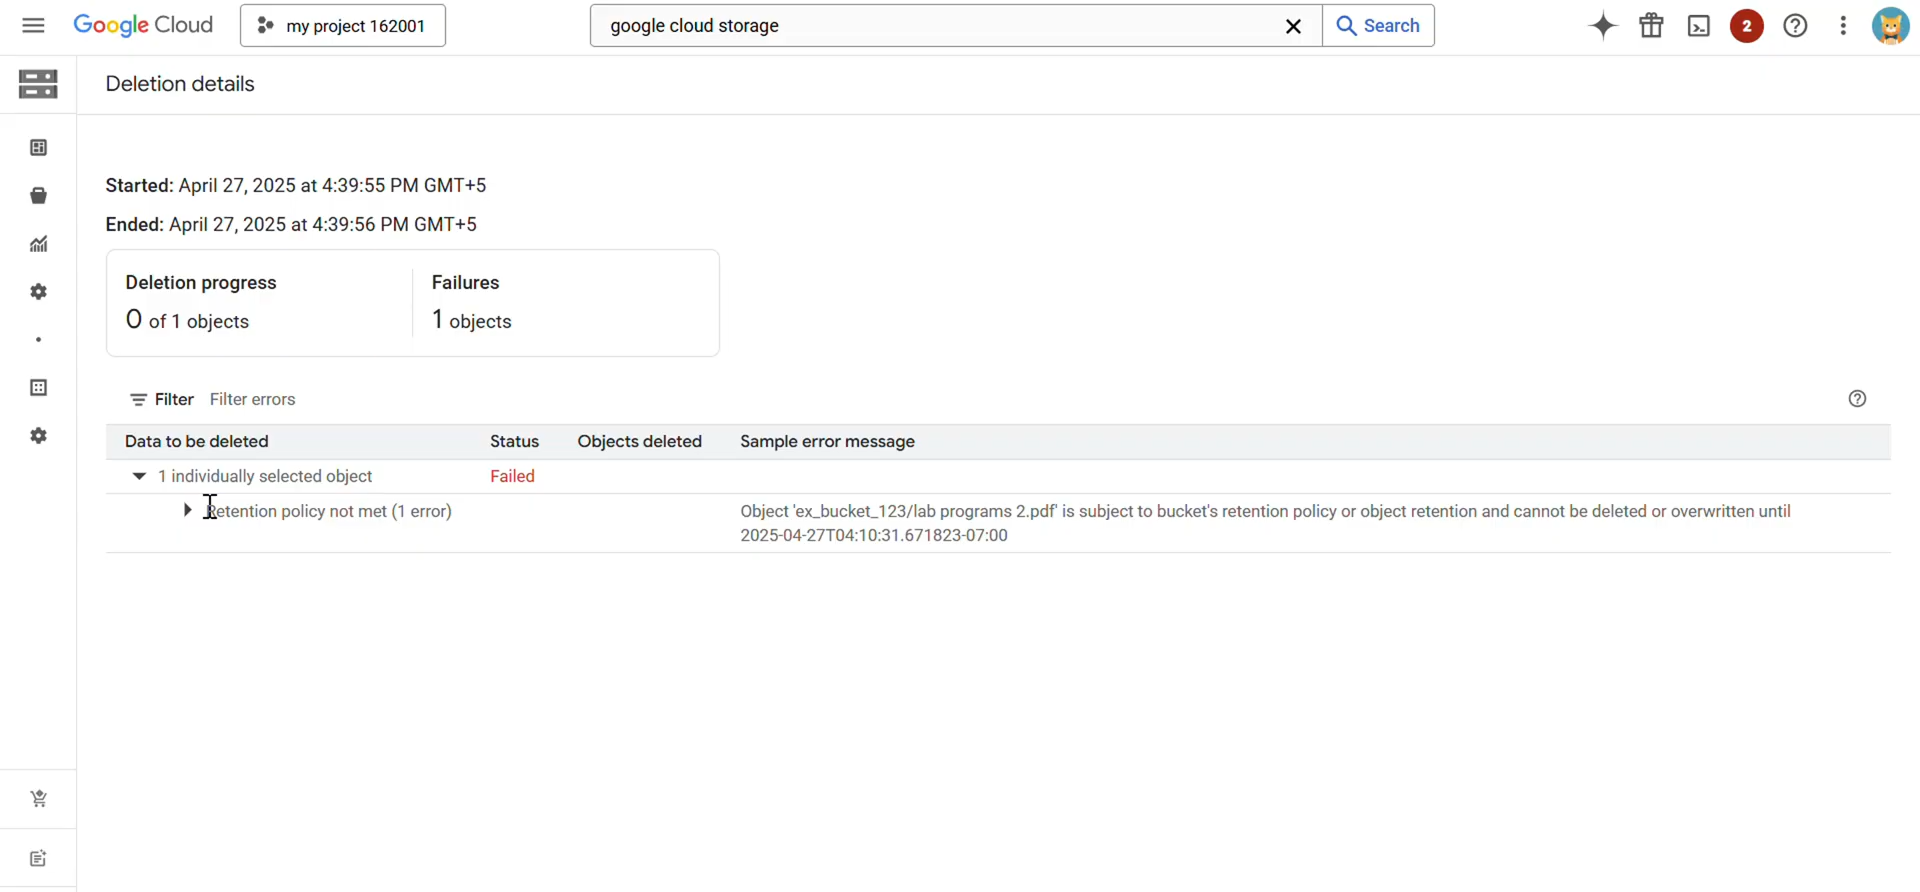 Google Cloud
my project 162001
google cloud storage
Search
2
Deletion details
Started: April 27, 2025 at 4:39:55 PM GMT+5
Ended: April 27, 2025 at 4:39:56 PM GMT+5
Deletion progress
Failures
0 of 1 objects
1 objects
Filter Filter errors
Data to be deleted Status Objects deleted Sample error message
1 individually selected object Failed
Retention policy not met (1 error) Object 'ex_bucket_123/lab programs 2.pdf' is subject to bucket's retention policy or object retention and cannot be deleted or overwritten until
2025-04-27T04:10:31.671823-07:00